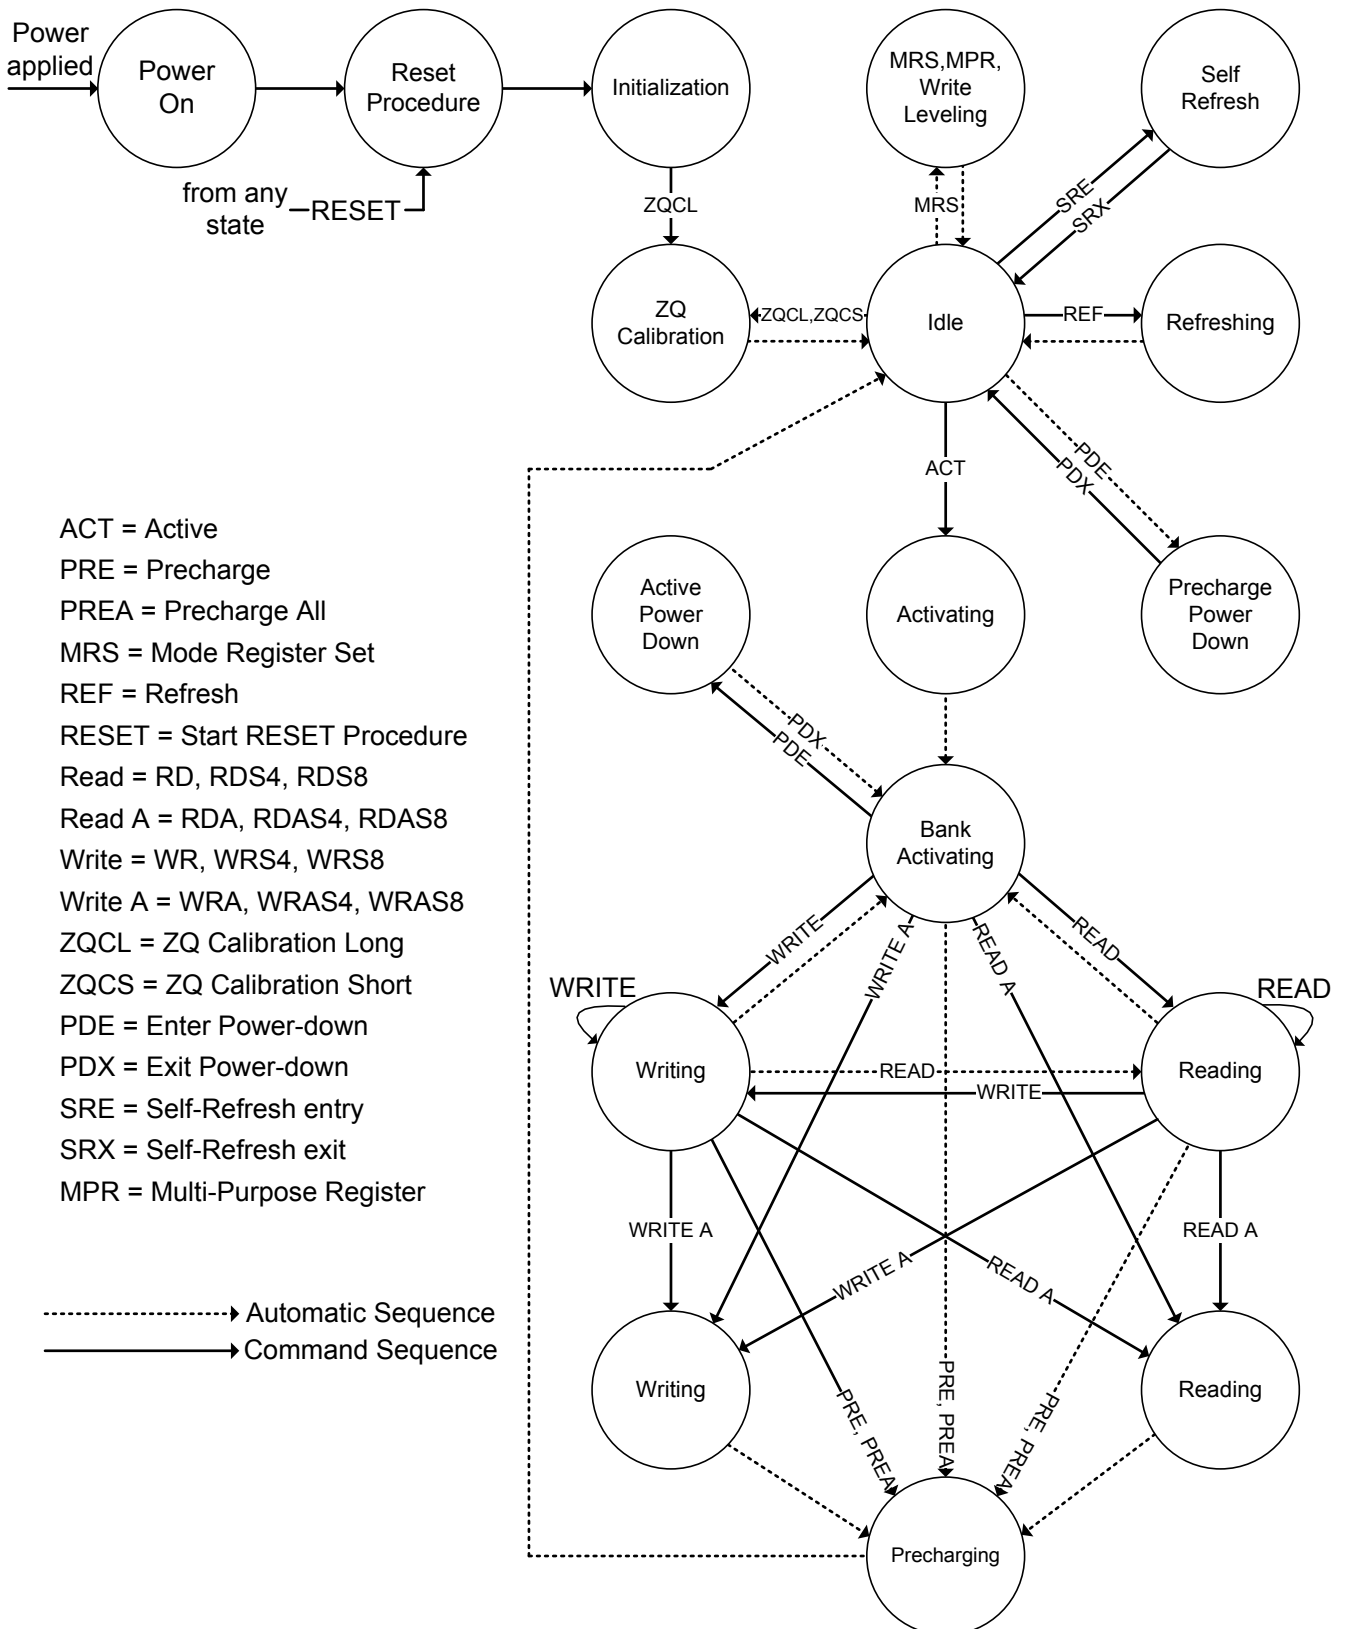 Power
applied
Power
On
Reset
Procedure
Initialization
MRS,MPR,
Write
Leveling
Self
Refresh
from any
state
RESET
ZQCL
MRS
SRE
SRX
ZQ
Calibration
ZQCL,ZQCS
Idle
REF
Refreshing
ACT
PDE
PDX
ACT = Active
PRE = Precharge
PREA = Precharge All
MRS = Mode Register Set
REF = Refresh
RESET = Start RESET Procedure
Read = RD, RDS4, RDS8
Read A = RDA, RDAS4, RDAS8
Write = WR, WRS4, WRS8
Write A = WRA, WRAS4, WRAS8
ZQCL = ZQ Calibration Long
ZQCS = ZQ Calibration Short
PDE = Enter Power-down
PDX = Exit Power-down
SRE = Self-Refresh entry
SRX = Self-Refresh exit
MPR = Multi-Purpose Register
Automatic Sequence
Command Sequence
Active
Power
Down
Activating
Precharge
Power
Down
PDX
PDE
Bank
Activating
WRITE
WRITE A
READ A
READ
WRITE
READ
Writing
READ
WRITE
Reading
WRITE A
WRITE A
READ A
READ A
Writing
PRE, PREA
PRE, PREA
PRE, PREA
Reading
Precharging